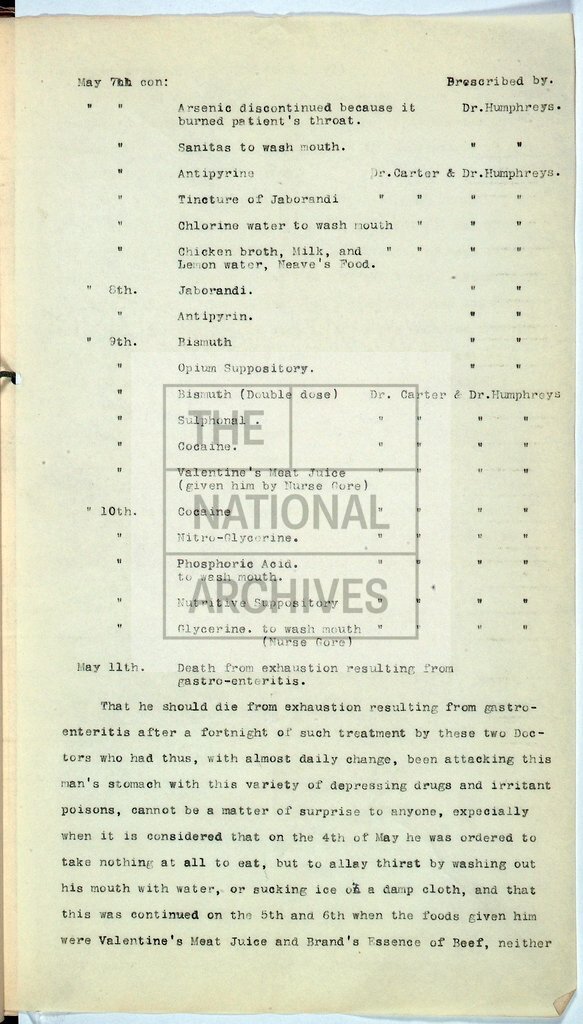 May 7th con: Prescribed by.
" " Arsenic discontinued because it Dr.Humphreys.
burned patient's throat.
" Sanitas to wash mouth. " "
" Antipyrine Dr.Carter & Dr.Humphreys.
" Tincture of Jaborandi " " " "
" Chlorine water to wash mouth " " "
" Chicken broth, Milk, and " " " "
Lemon water, Neave's Food.
" 8th. Jaborandi. " "
" Antipyrin. " "
" 9th. Bismuth " "
" Opium Suppository. " "
" Bismuth (Double dose) Dr. Carter & Dr.Humphreys
" Sulphonal . " " " "
" Cocaine. " " " "
" Valentine's Meat Juice " " " "
(given him by Nurse Gore)
" 10th. Cocaine " " " "
" Nitro-Glycerine. " " " "
" Phosphoric Acid. " " " "
to wash mouth.
" Nutritive Suppository " " " "
" Glycerine. to wash mouth " " " "
(Nurse Gore)
May 11th. Death from exhaustion resulting from
gastro-enteritis.
That he should die from exhaustion resulting from gastro-
enteritis after a fortnight of such treatment by these two Doc-
tors who had thus, with almost daily change, been attacking this
man's stomach with this variety of depressing drugs and irritant
poisons, cannot be a matter of surprise to anyone, expecially
when it is considered that on the 4th of May he was ordered to
take nothing at all to eat, but to allay thirst by washing out
his mouth with water, or sucking ice on a damp cloth, and that
this was continued on the 5th and 6th when the foods given him
were Valentine's Meat Juice and Brand's Essence of Beef, neither
THE
NATIONAL
ARCHIVES